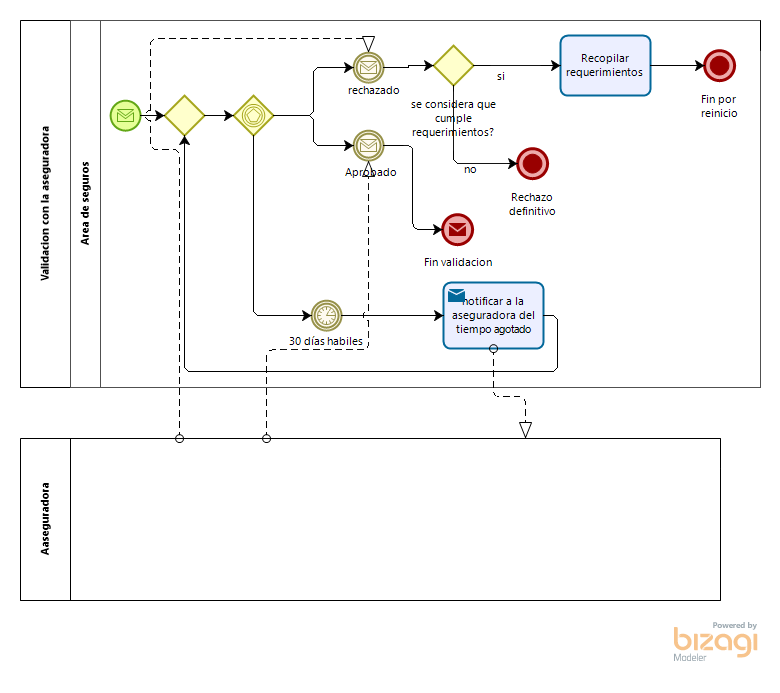 Validacion con la aseguradora
Area de seguros
rechazado
se considera que
cumple
requerimientos?
si
Recopilar
requerimientos
Fin por
reinicio
Aprobado
no
Rechazo
definitivo
Fin validacion
30 días habiles
notificar a la
aseguradora del
tiempo agotado
Aaseguradora
Powered by
bizagi
Modeler